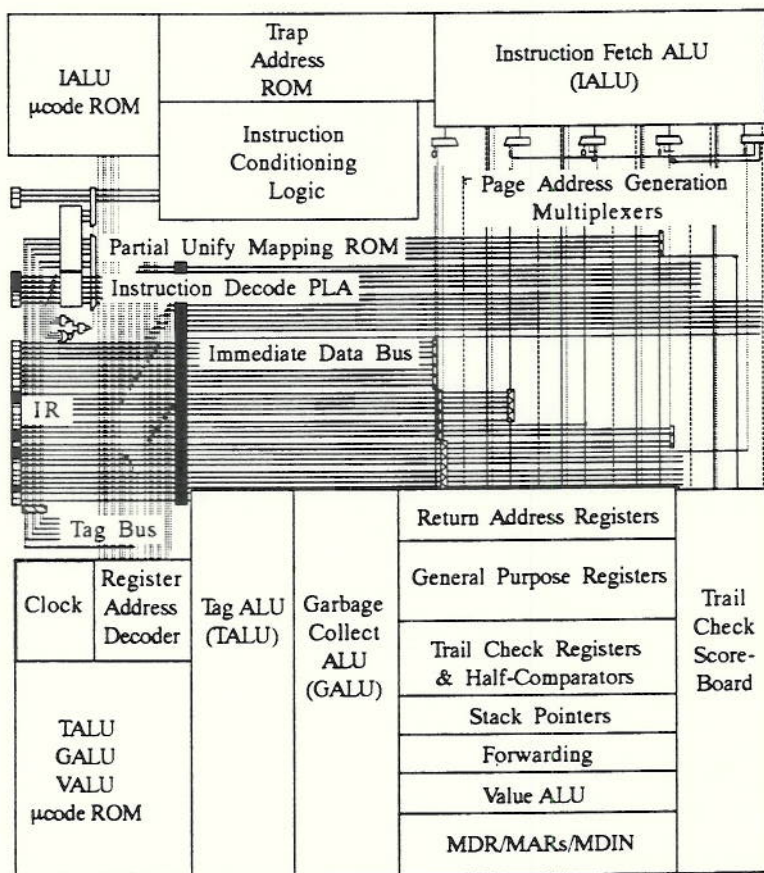 IALU
μcode ROM
Trap
Address
ROM
Instruction Fetch ALU
(IALU)
Instruction
Conditioning
Logic
Page Address Generation
Multiplexers
Partial Unify Mapping ROM
Instruction Decode PLA
Immediate Data Bus
IR
Tag Bus
Clock
Register
Address
Decoder
TALU
GALU
VALU
μcode ROM
Tag ALU
(TALU)
Garbage
Collect
ALU
(GALU)
Return Address Registers
General Purpose Registers
Trail Check Registers
& Half-Comparators
Stack Pointers
Forwarding
Value ALU
MDR/MARs/MDIN
Trail
Check
Score-
Board